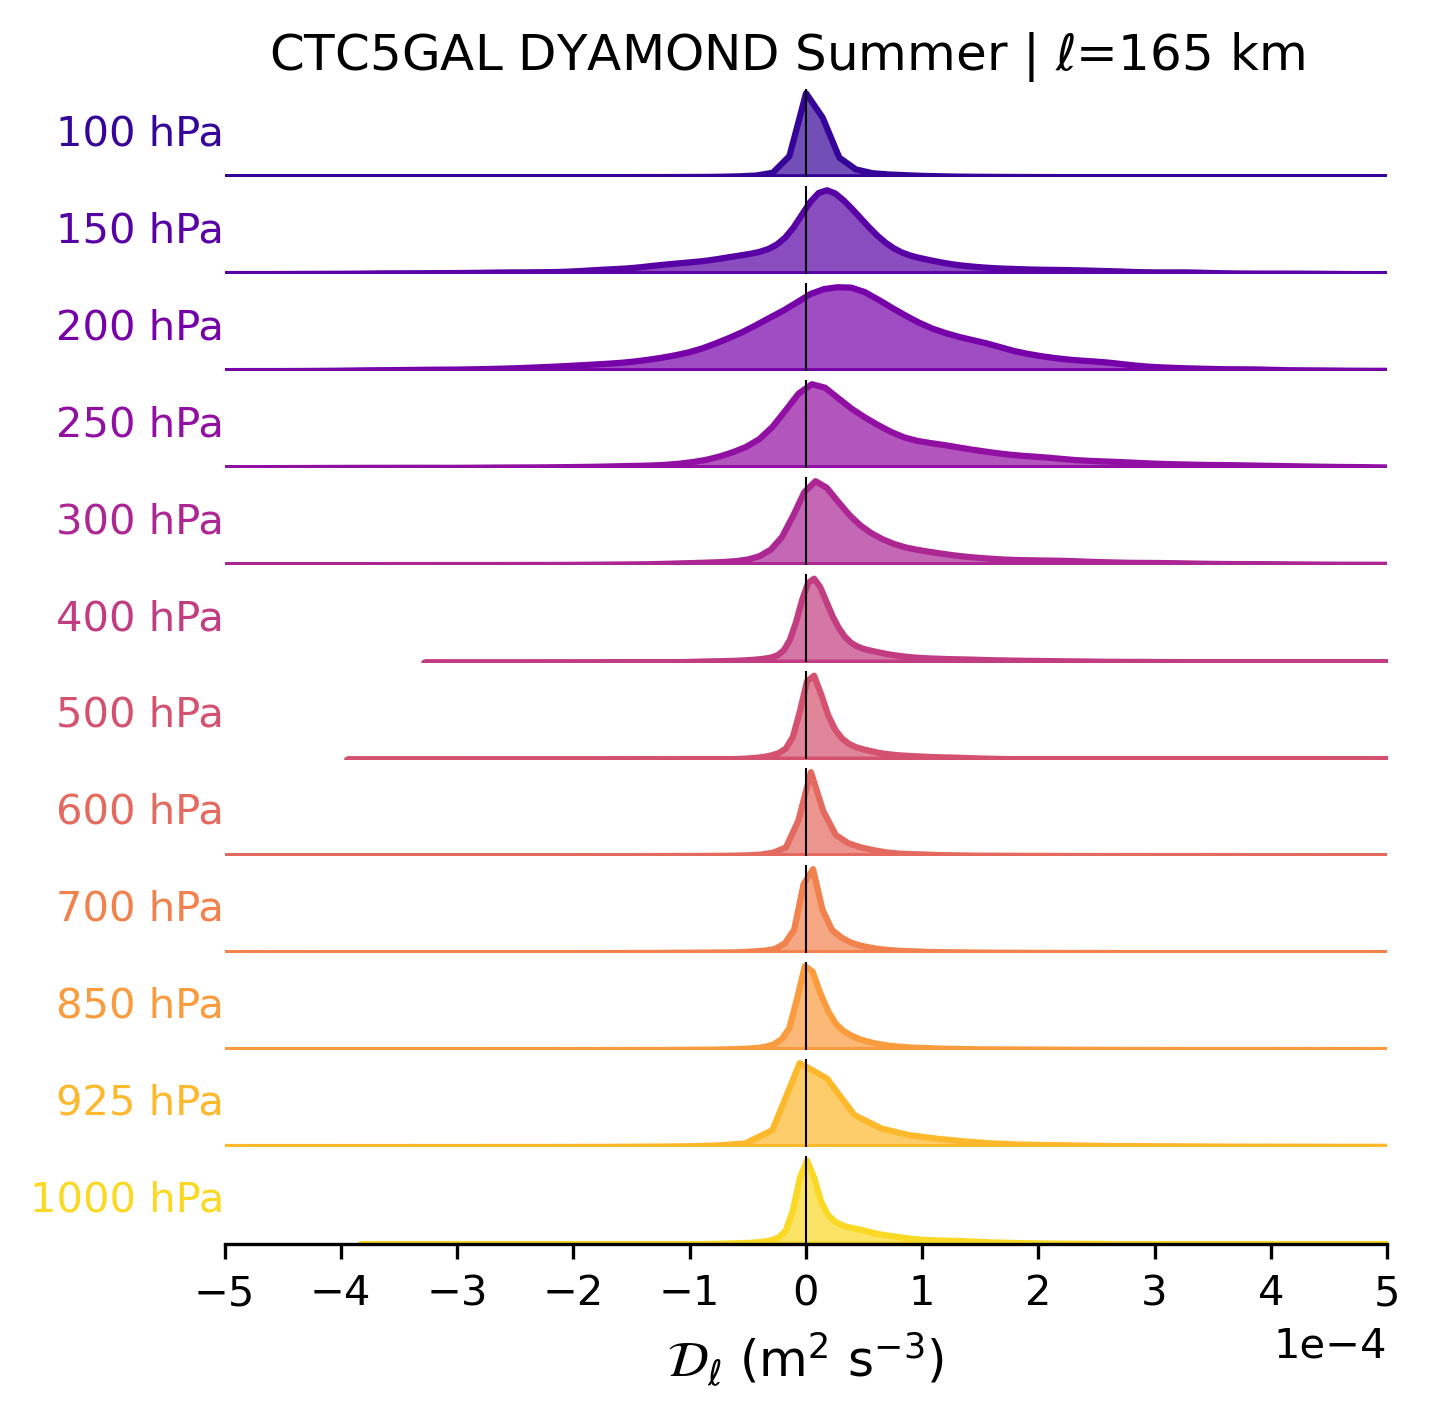 CTC5GAL DYAMOND Summer | ℓ=165 km
100 hPa
150 hPa
200 hPa
250 hPa
300 hPa
400 hPa
500 hPa
600 hPa
700 hPa
850 hPa
925 hPa
1000 hPa
−5 −4 −3 −2 −1 0 1 2 3 4 5
1e−4
𝒟ℓ (m² s⁻³)